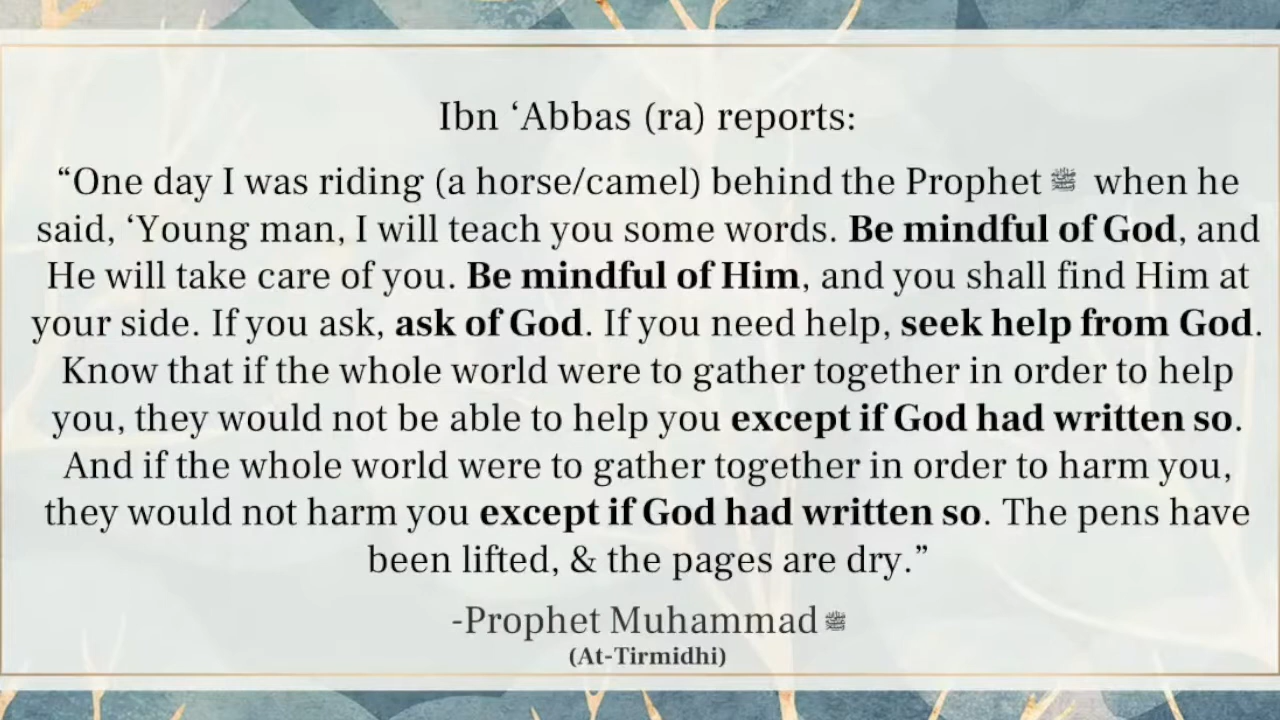 Ibn ‘Abbas (ra) reports:
“One day I was riding (a horse/camel) behind the Prophet ﷺ when he
said, ‘Young man, I will teach you some words. Be mindful of God, and
He will take care of you. Be mindful of Him, and you shall find Him at
your side. If you ask, ask of God. If you need help, seek help from God.
Know that if the whole world were to gather together in order to help
you, they would not be able to help you except if God had written so.
And if the whole world were to gather together in order to harm you,
they would not harm you except if God had written so. The pens have
been lifted, & the pages are dry.”
-Prophet Muhammad ﷺ
(At-Tirmidhi)